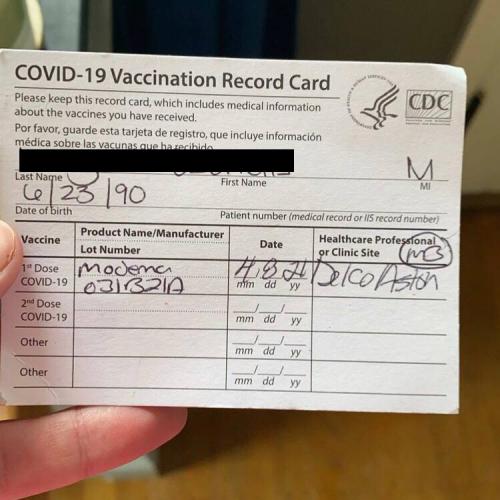 COVID-19 Vaccination Record Card
CDC
Please keep this record card, which includes medical information
about the vaccines you have received.
Por favor, guarde esta tarjeta de registro, que incluye información
médica sobre las vacunas que ha recibido.
M
Last Name First Name MI
6/23/90
Date of birth Patient number (medical record or IIS record number)
Vaccine Product Name/Manufacturer Date Healthcare Professional
Lot Number or Clinic Site
1st Dose Moderna 4/8/21 Delco Aston
COVID-19 031B21A mm dd yy
2nd Dose
COVID-19 mm dd yy
Other
mm dd yy
Other
mm dd yy